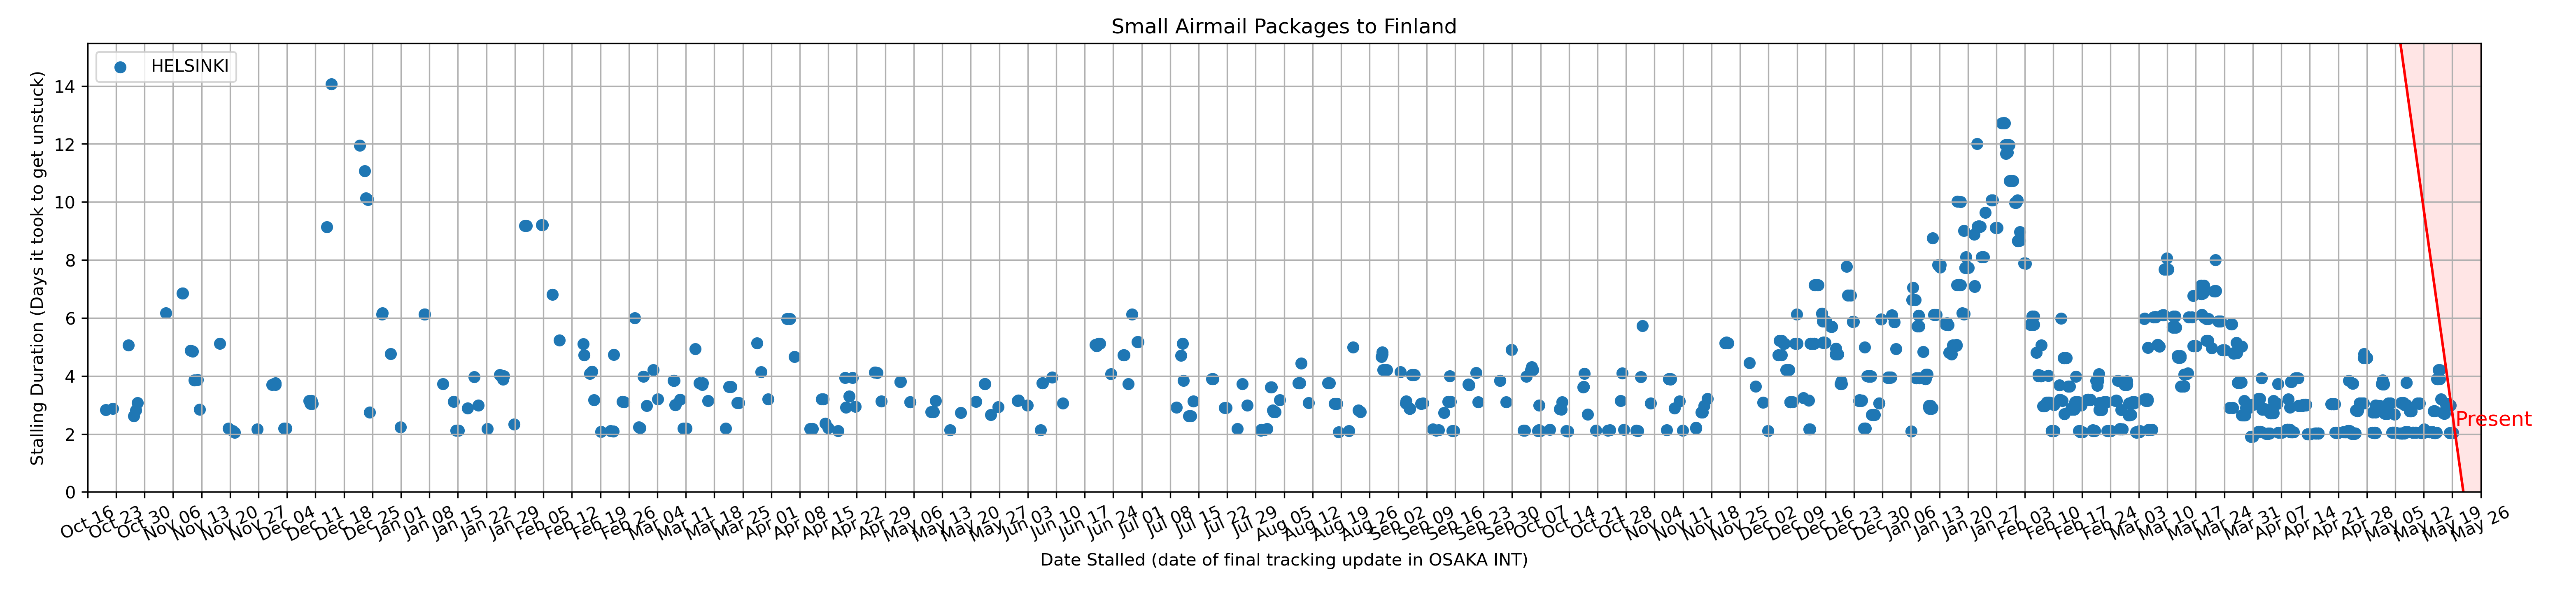 Small Airmail Packages to Finland
HELSINKI
Stalling Duration (Days it took to get unstuck)
14
12
10
8
6
4
2
0
Oct 16
Oct 23
Oct 30
Nov 06
Nov 13
Nov 20
Nov 27
Dec 04
Dec 11
Dec 18
Dec 25
Jan 01
Jan 08
Jan 15
Jan 22
Jan 29
Feb 05
Feb 12
Feb 19
Feb 26
Mar 04
Mar 11
Mar 18
Mar 25
Apr 01
Apr 08
Apr 15
Apr 22
Apr 29
May 06
May 13
May 20
May 27
Jun 03
Jun 10
Jun 17
Jun 24
Jul 01
Jul 08
Jul 15
Jul 22
Jul 29
Aug 05
Aug 12
Aug 19
Aug 26
Sep 02
Sep 09
Sep 16
Sep 23
Sep 30
Oct 07
Oct 14
Oct 21
Oct 28
Nov 04
Nov 11
Nov 18
Nov 25
Dec 02
Dec 09
Dec 16
Dec 23
Dec 30
Jan 06
Jan 13
Jan 20
Jan 27
Feb 03
Feb 10
Feb 17
Feb 24
Mar 03
Mar 10
Mar 17
Mar 24
Mar 31
Apr 07
Apr 14
Apr 21
Apr 28
May 05
May 12
May 19
May 26
Present
Date Stalled (date of final tracking update in OSAKA INT)